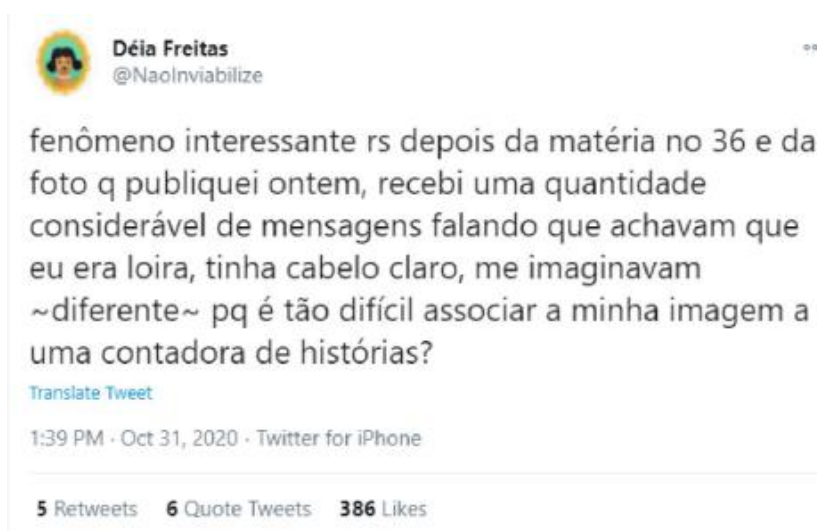 Déia Freitas
@NaoInviabilize
fenômeno interessante rs depois da matéria no 36 e da
foto q publiquei ontem, recebi uma quantidade
considerável de mensagens falando que achavam que
eu era loira, tinha cabelo claro, me imaginavam
~diferente~ pq é tão difícil associar a minha imagem a
uma contadora de histórias?
Translate Tweet
1:39 PM · Oct 31, 2020 · Twitter for iPhone
5 Retweets 6 Quote Tweets 386 Likes